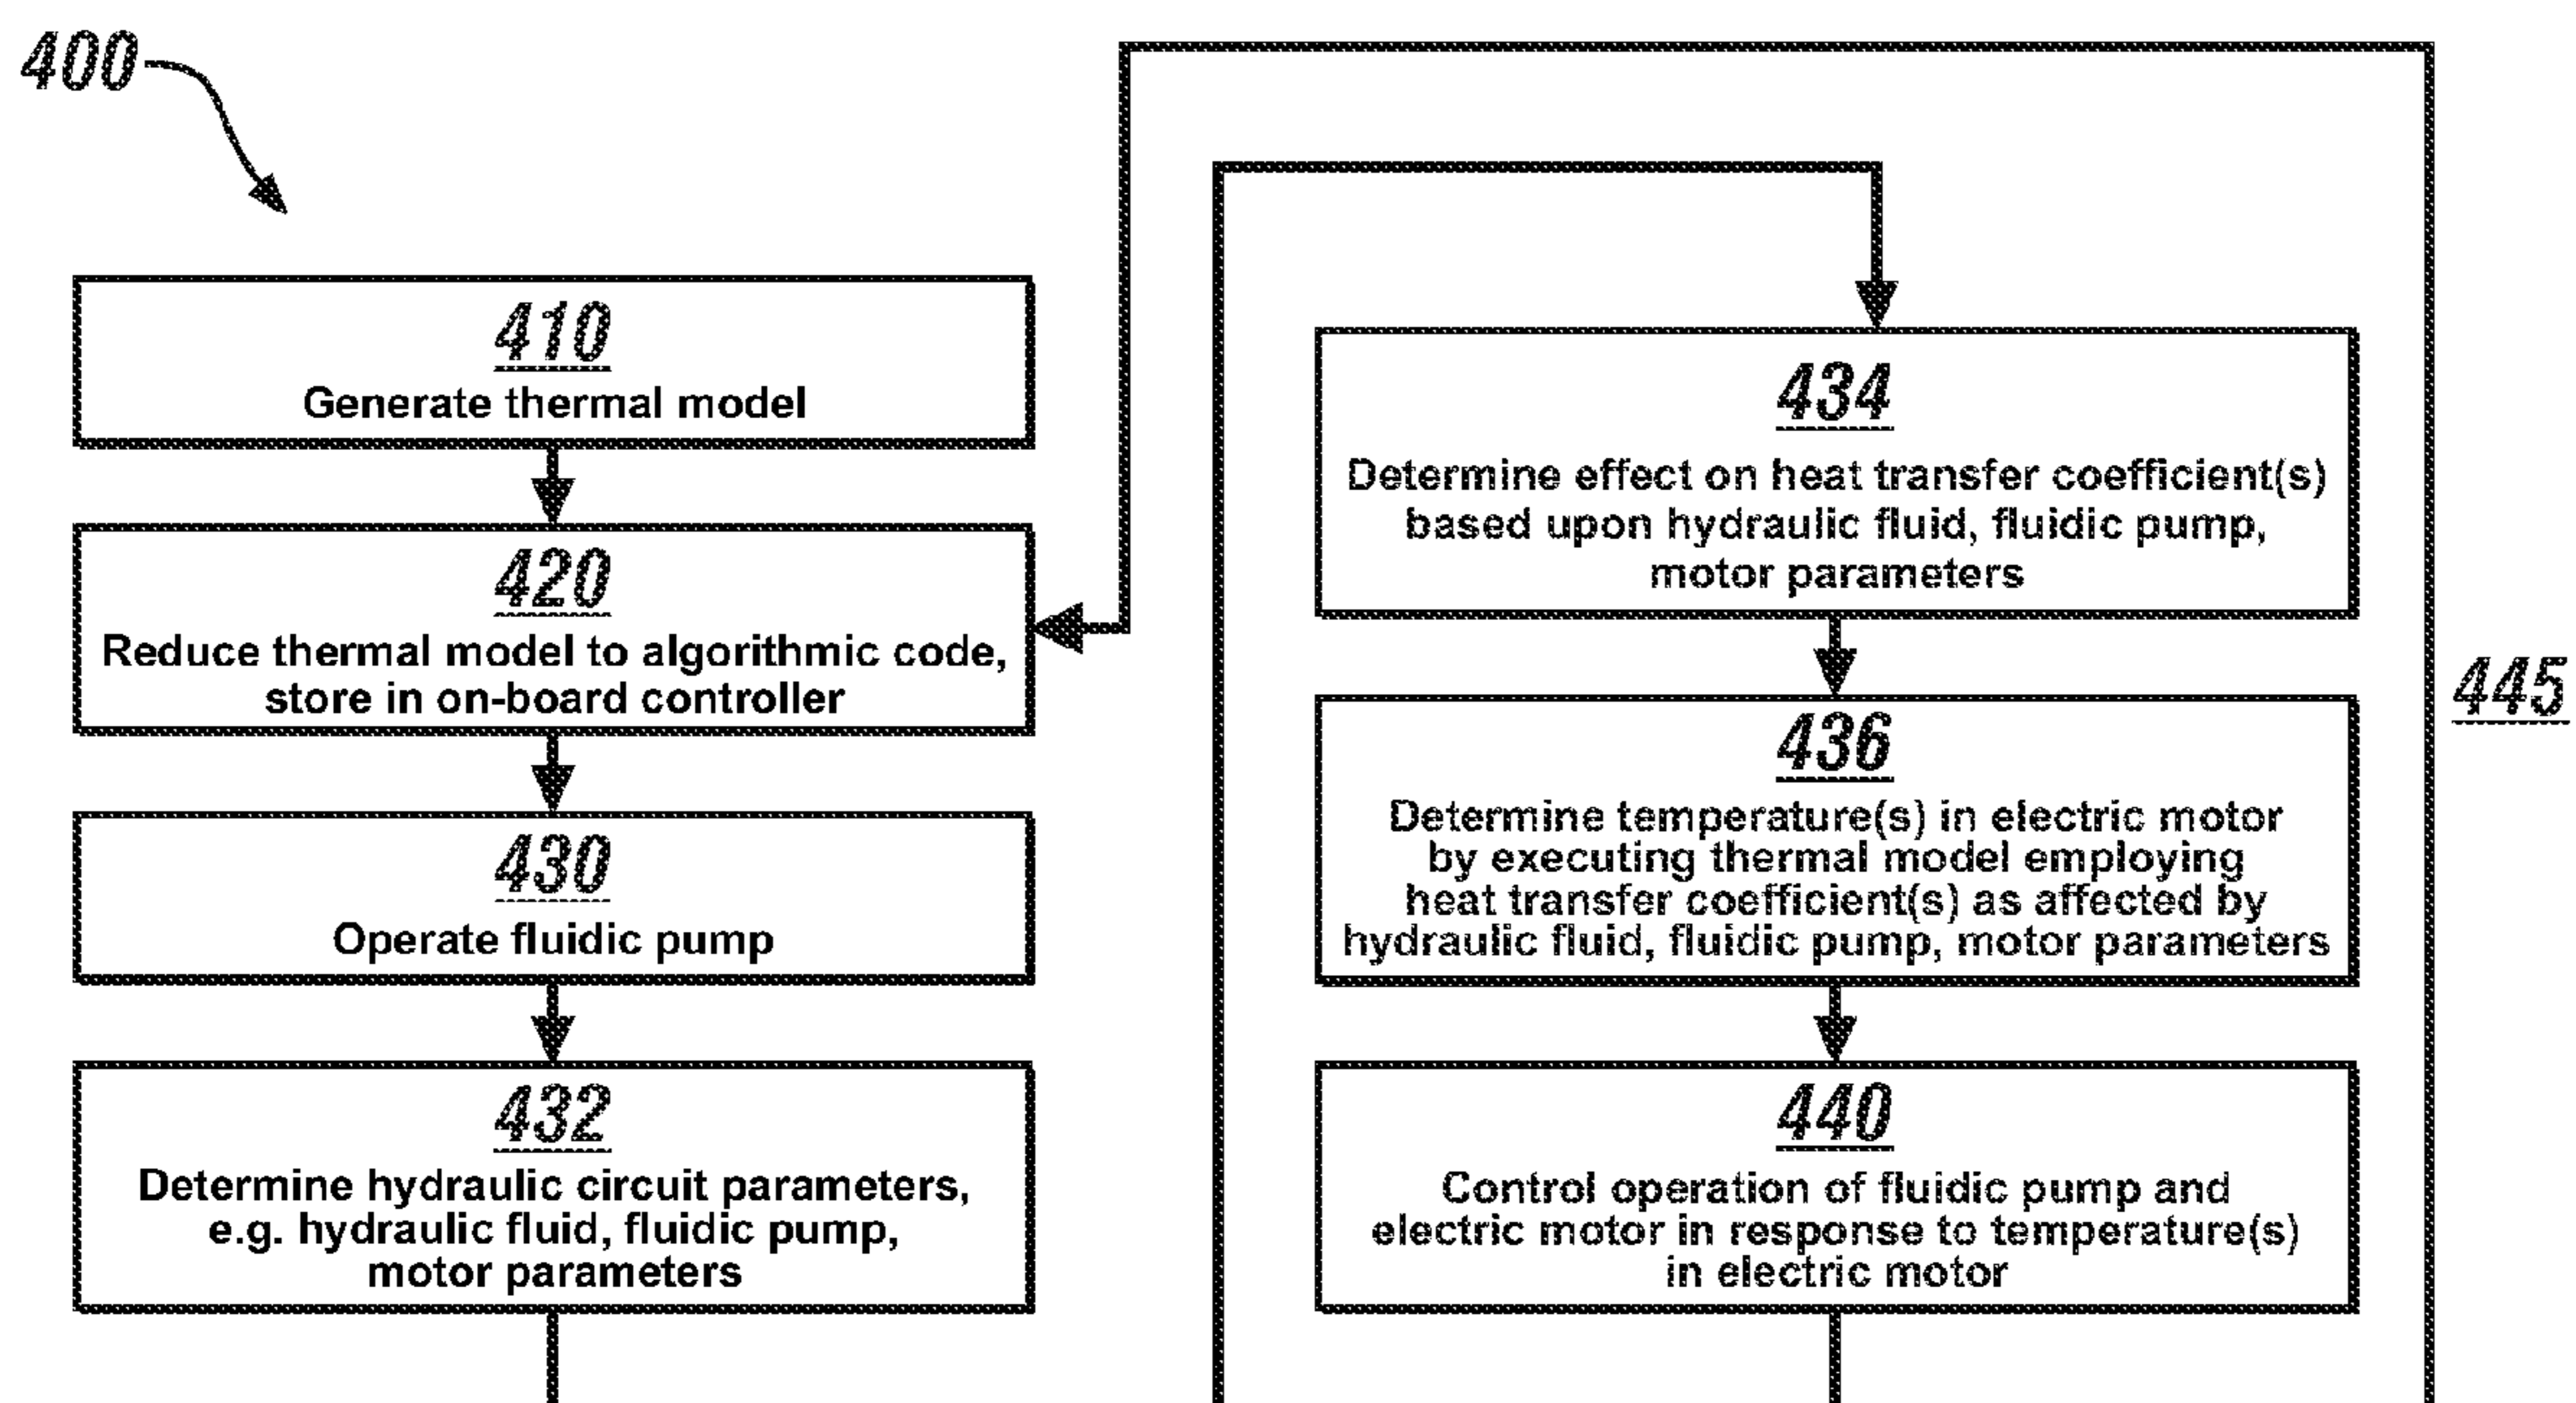 400
410
Generate thermal model
420
Reduce thermal model to algorithmic code,
store in on-board controller
430
Operate fluidic pump
432
Determine hydraulic circuit parameters,
e.g. hydraulic fluid, fluidic pump,
motor parameters
434
Determine effect on heat transfer coefficient(s)
based upon hydraulic fluid, fluidic pump,
motor parameters
436
Determine temperature(s) in electric motor
by executing thermal model employing
heat transfer coefficient(s) as affected by
hydraulic fluid, fluidic pump, motor parameters
440
Control operation of fluidic pump and
electric motor in response to temperature(s)
in electric motor
445